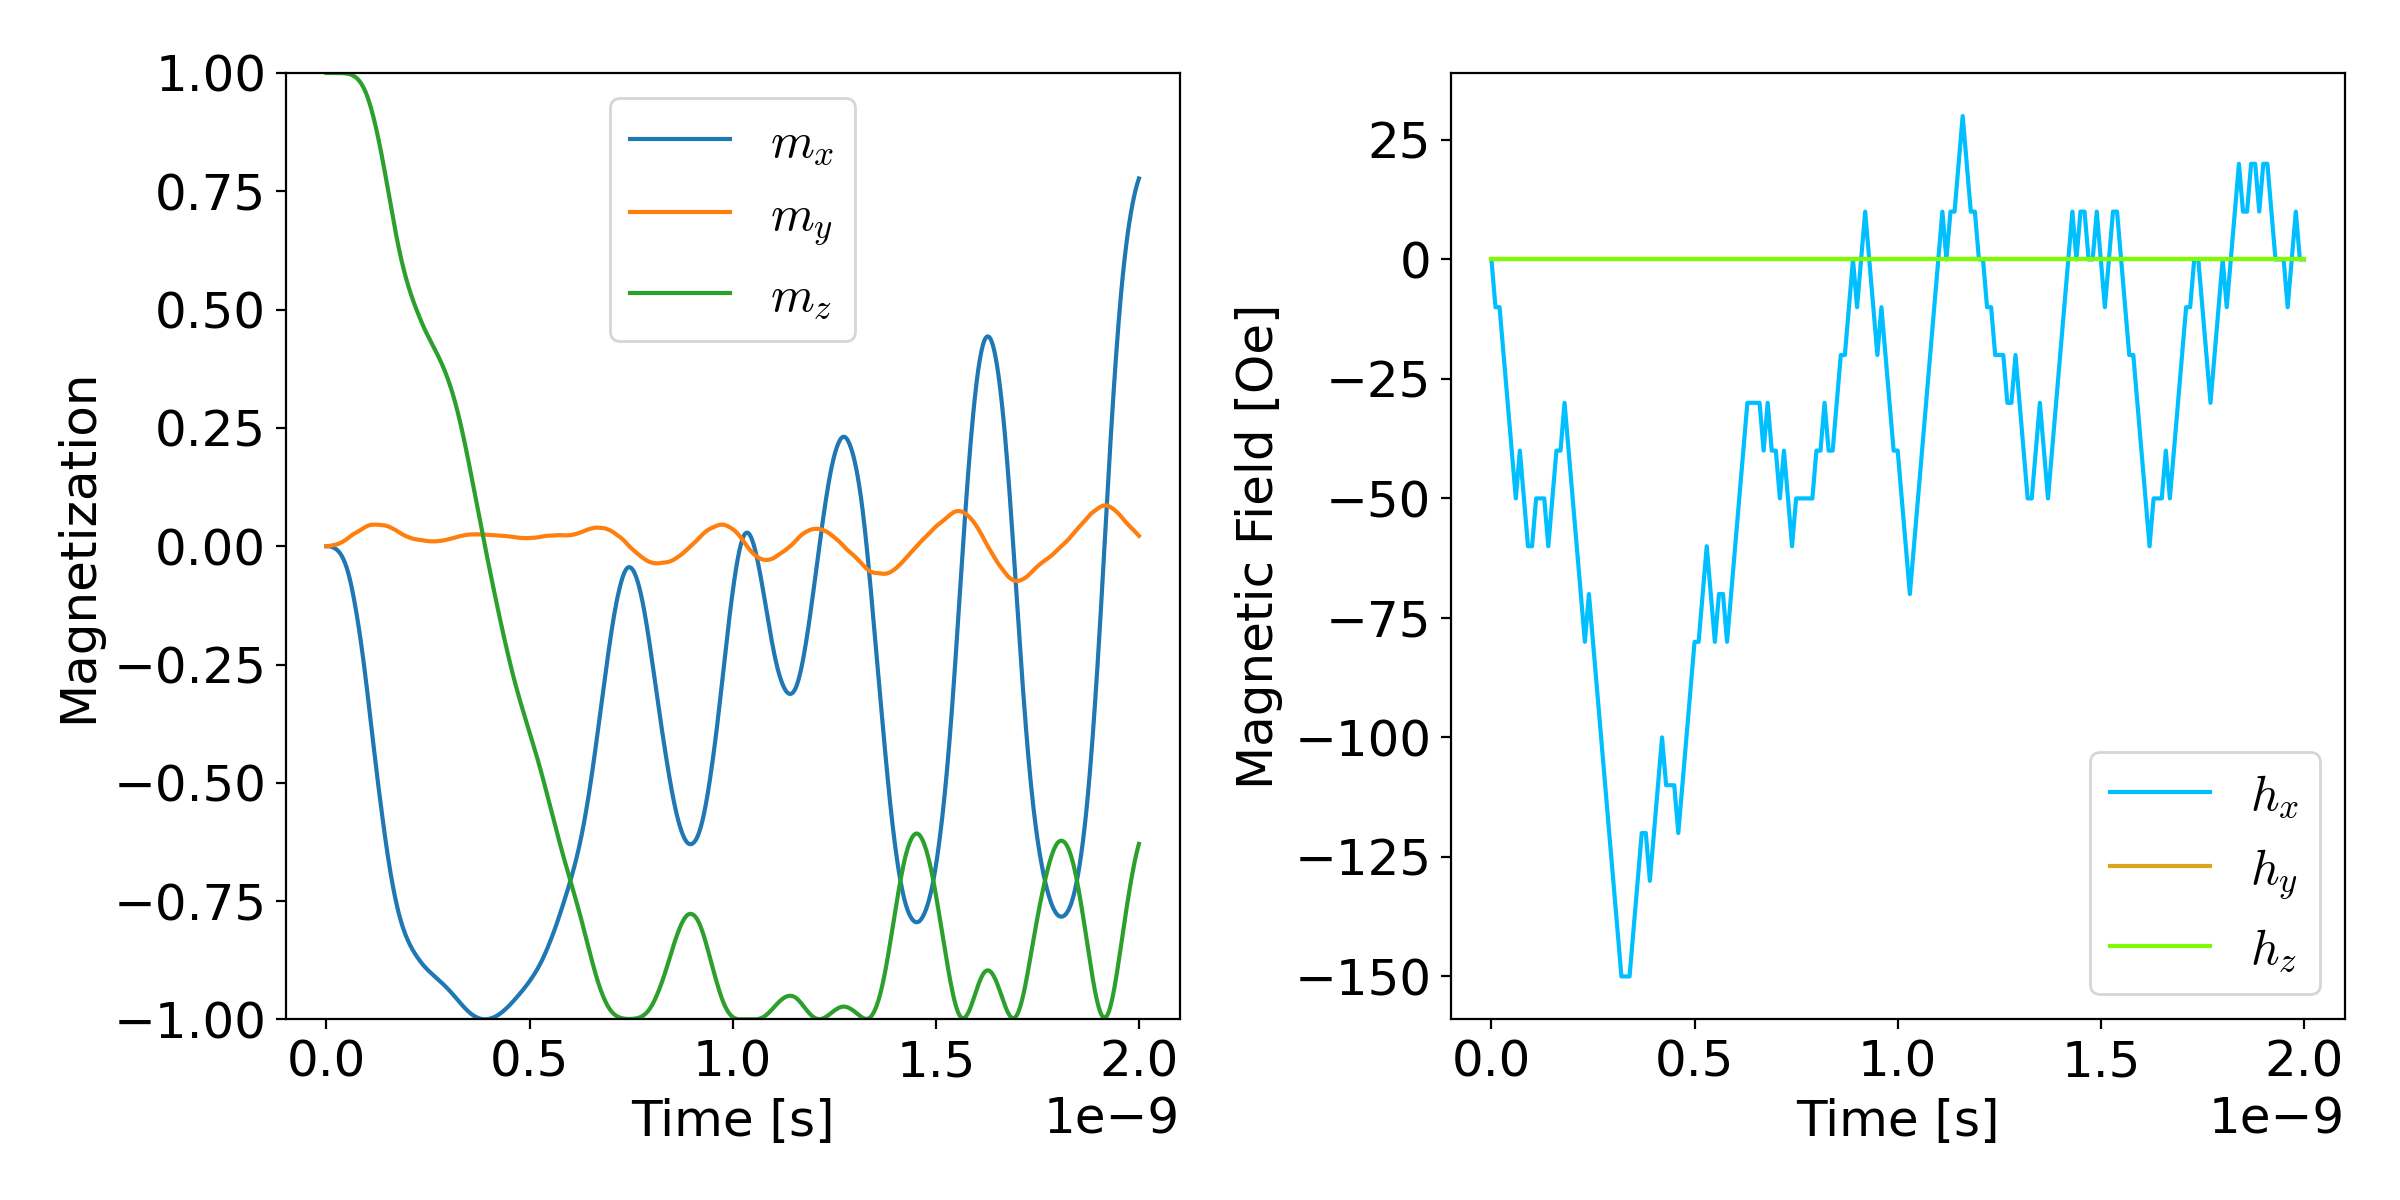 Magnetization
1.00
0.75
0.50
0.25
0.00
−0.25
−0.50
−0.75
−1.00
m_x
m_y
m_z
0.0 0.5 1.0 1.5 2.0
Time [s]
1e−9
Magnetic Field [Oe]
25
0
−25
−50
−75
−100
−125
−150
h_x
h_y
h_z
0.0 0.5 1.0 1.5 2.0
Time [s]
1e−9